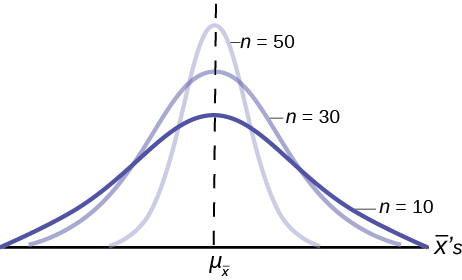 n = 50
n = 30
n = 10
x̅'s
μx̅